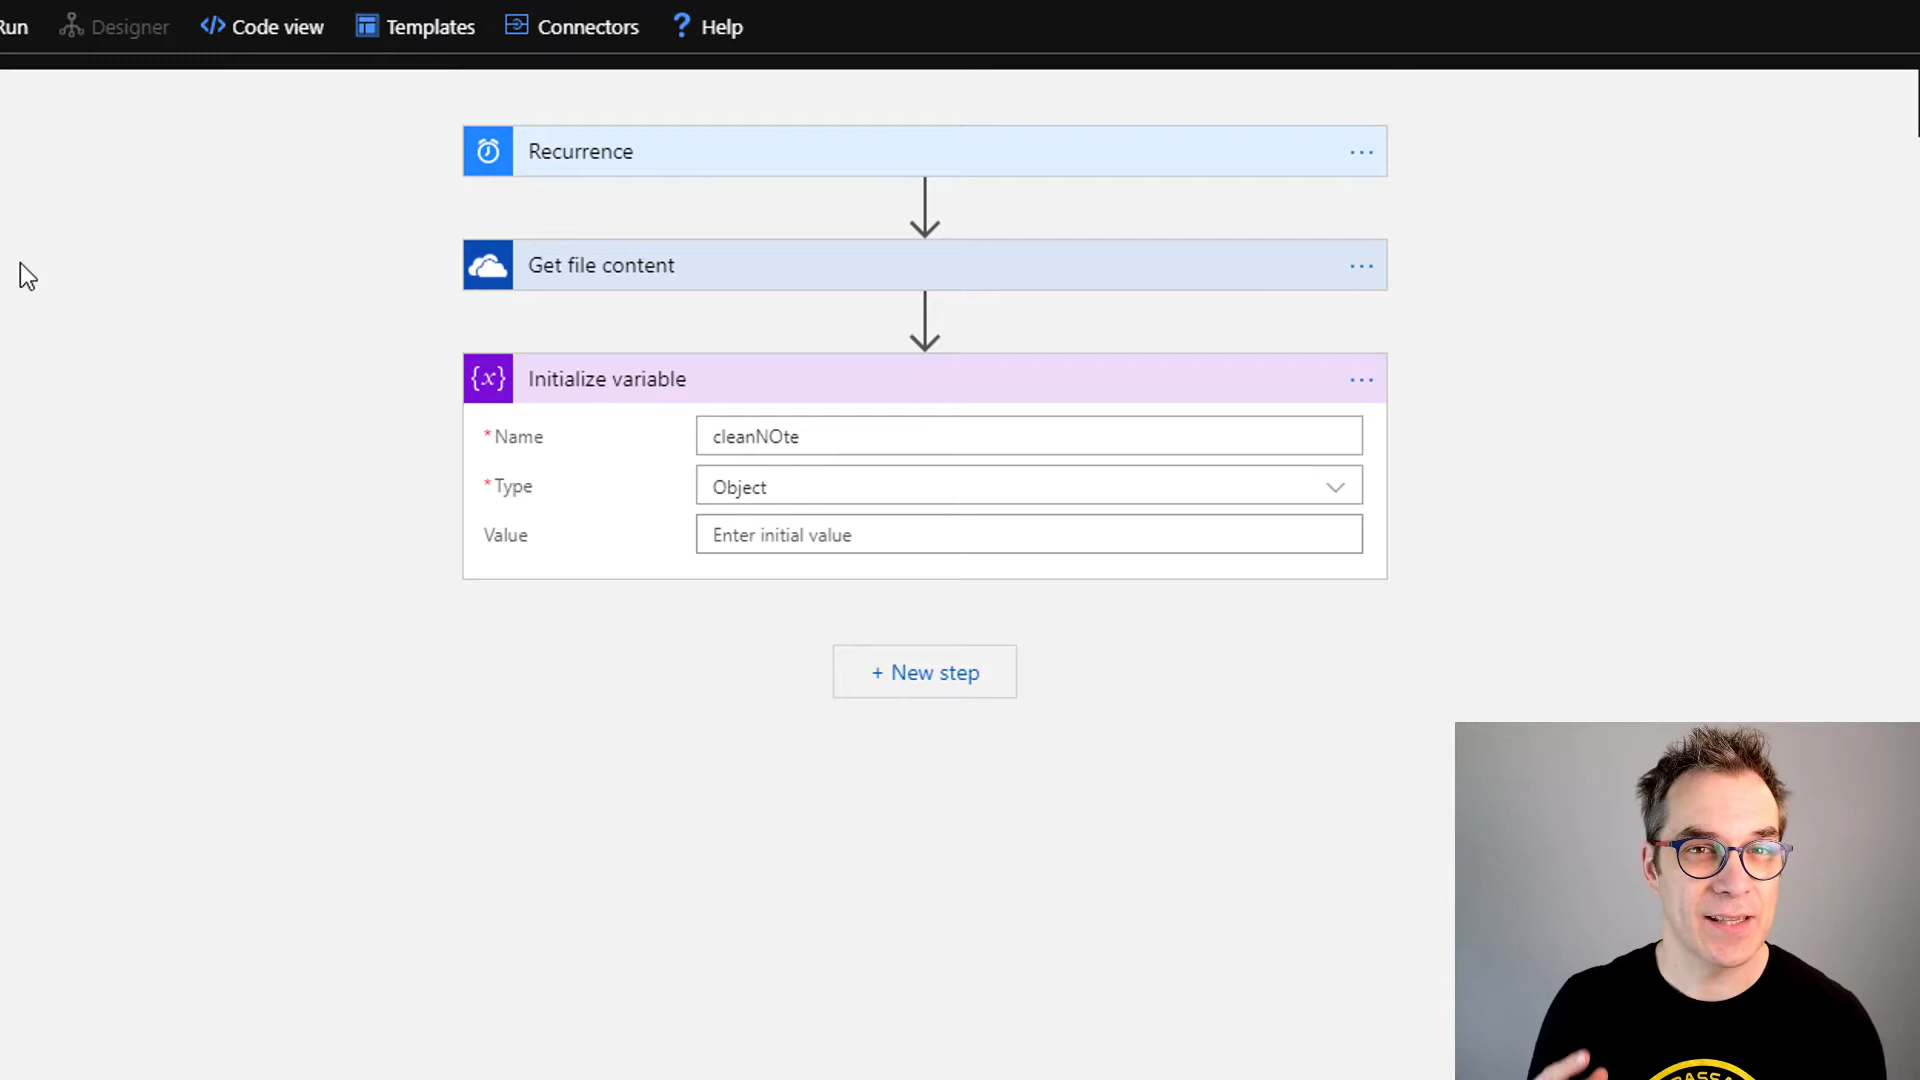 Run Designer Code view Templates Connectors Help
Recurrence
Get file content
{x} Initialize variable
* Name cleanNOte
* Type Object
Value Enter initial value
+ New step
PASSA